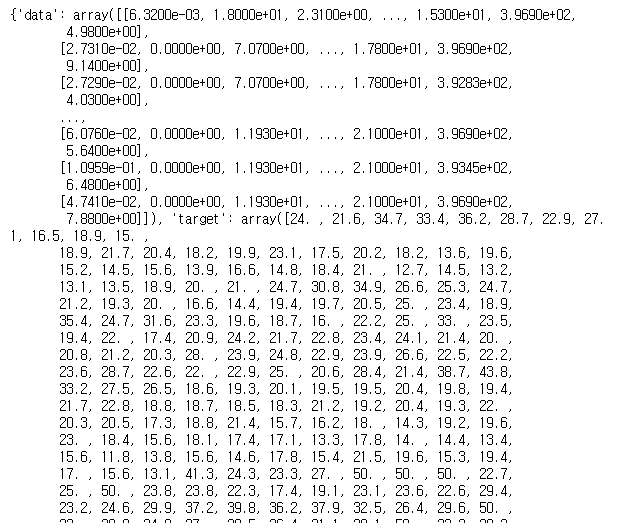 {'data': array([[6.3200e-03, 1.8000e+01, 2.3100e+00, ..., 1.5300e+01, 3.9690e+02,
4.9800e+00],
[2.7310e-02, 0.0000e+00, 7.0700e+00, ..., 1.7800e+01, 3.9690e+02,
9.1400e+00],
[2.7290e-02, 0.0000e+00, 7.0700e+00, ..., 1.7800e+01, 3.9283e+02,
4.0300e+00],
...,
[6.0760e-02, 0.0000e+00, 1.1930e+01, ..., 2.1000e+01, 3.9690e+02,
5.6400e+00],
[1.0959e-01, 0.0000e+00, 1.1930e+01, ..., 2.1000e+01, 3.9345e+02,
6.4800e+00],
[4.7410e-02, 0.0000e+00, 1.1930e+01, ..., 2.1000e+01, 3.9690e+02,
7.8800e+00]]), 'target': array([24. , 21.6, 34.7, 33.4, 36.2, 28.7, 22.9, 27.
1, 16.5, 18.9, 15. ,
18.9, 21.7, 20.4, 18.2, 19.9, 23.1, 17.5, 20.2, 18.2, 13.6, 19.6,
15.2, 14.5, 15.6, 13.9, 16.6, 14.8, 18.4, 21. , 12.7, 14.5, 13.2,
13.1, 13.5, 18.9, 20. , 21. , 24.7, 30.8, 34.9, 26.6, 25.3, 24.7,
21.2, 19.3, 20. , 16.6, 14.4, 19.4, 19.7, 20.5, 25. , 23.4, 18.9,
35.4, 24.7, 31.6, 23.3, 19.6, 18.7, 16. , 22.2, 25. , 33. , 23.5,
19.4, 22. , 17.4, 20.9, 24.2, 21.7, 22.8, 23.4, 24.1, 21.4, 20. ,
20.8, 21.2, 20.3, 28. , 23.9, 24.8, 22.9, 23.9, 26.6, 22.5, 22.2,
23.6, 28.7, 22.6, 22. , 22.9, 25. , 20.6, 28.4, 21.4, 38.7, 43.8,
33.2, 27.5, 26.5, 18.6, 19.3, 20.1, 19.5, 19.5, 20.4, 19.8, 19.4,
21.7, 22.8, 18.8, 18.7, 18.5, 18.3, 21.2, 19.2, 20.4, 19.3, 22. ,
20.3, 20.5, 17.3, 18.8, 21.4, 15.7, 16.2, 18. , 14.3, 19.2, 19.6,
23. , 18.4, 15.6, 18.1, 17.4, 17.1, 13.3, 17.8, 14. , 14.4, 13.4,
15.6, 11.8, 13.8, 15.6, 14.6, 17.8, 15.4, 21.5, 19.6, 15.3, 19.4,
17. , 15.6, 13.1, 41.3, 24.3, 23.3, 27. , 50. , 50. , 50. , 22.7,
25. , 50. , 23.8, 23.8, 22.3, 17.4, 19.1, 23.1, 23.6, 22.6, 29.4,
23.2, 24.6, 29.9, 37.2, 39.8, 36.2, 37.9, 32.5, 26.4, 29.6, 50. ,